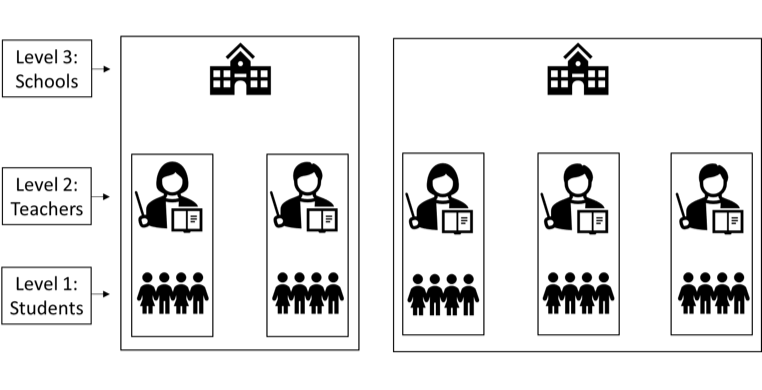 Level 3:
Schools
Level 2:
Teachers
Level 1:
Students